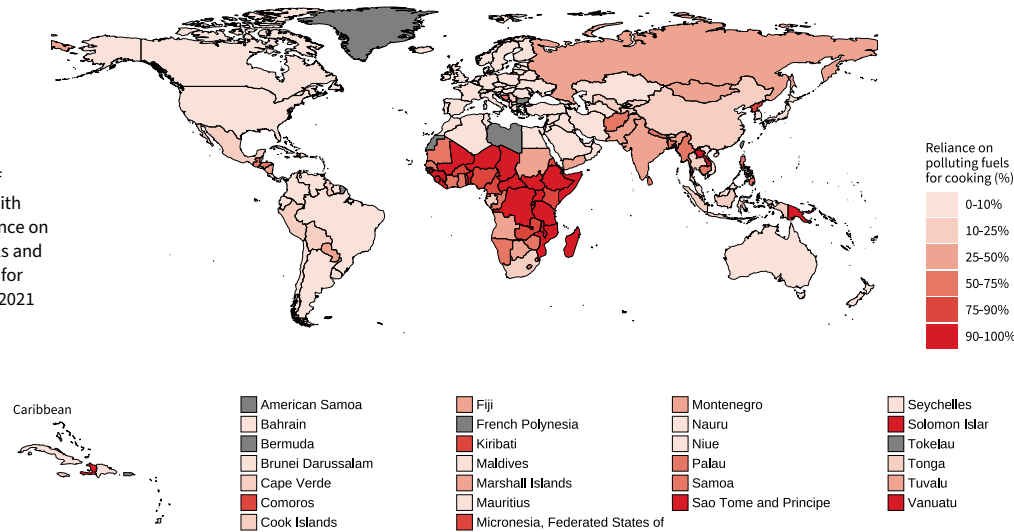 ith
nce on
s and
for
2021
Reliance on
polluting fuels
for cooking (%)
0-10%
10-25%
25-50%
50-75%
75-90%
90-100%
Caribbean
American Samoa
Bahrain
Bermuda
Brunei Darussalam
Cape Verde
Comoros
Cook Islands
Fiji
French Polynesia
Kiribati
Maldives
Marshall Islands
Mauritius
Micronesia, Federated States of
Montenegro
Nauru
Niue
Palau
Samoa
Sao Tome and Principe
Seychelles
Solomon Islar
Tokelau
Tonga
Tuvalu
Vanuatu